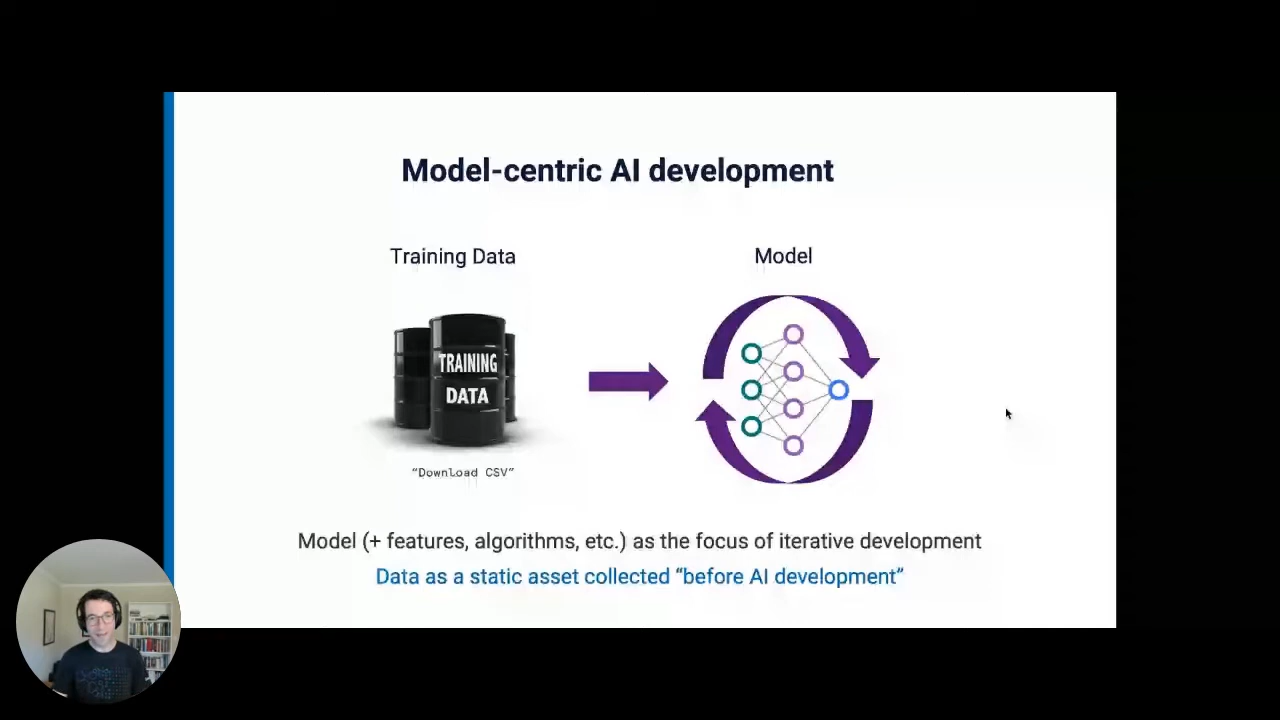 Model-centric AI development
Training Data
Model
TRAINING
DATA
“Download CSV”
Model (+ features, algorithms, etc.) as the focus of iterative development
Data as a static asset collected “before AI development”